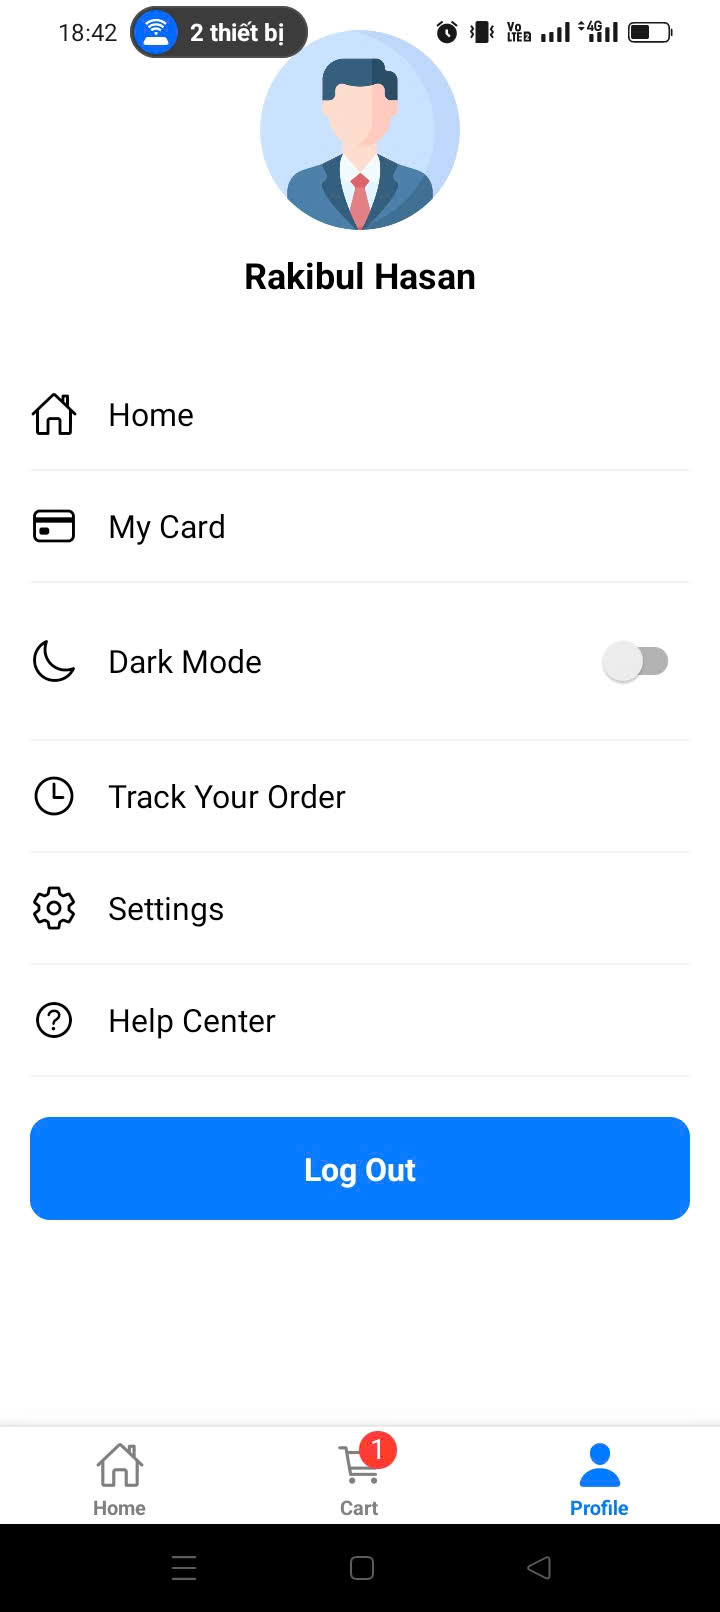 18:42 2 thiết bị Vo LTE2 4G
Rakibul Hasan
Home
My Card
Dark Mode
Track Your Order
Settings
Help Center
Log Out
1
Home Cart Profile